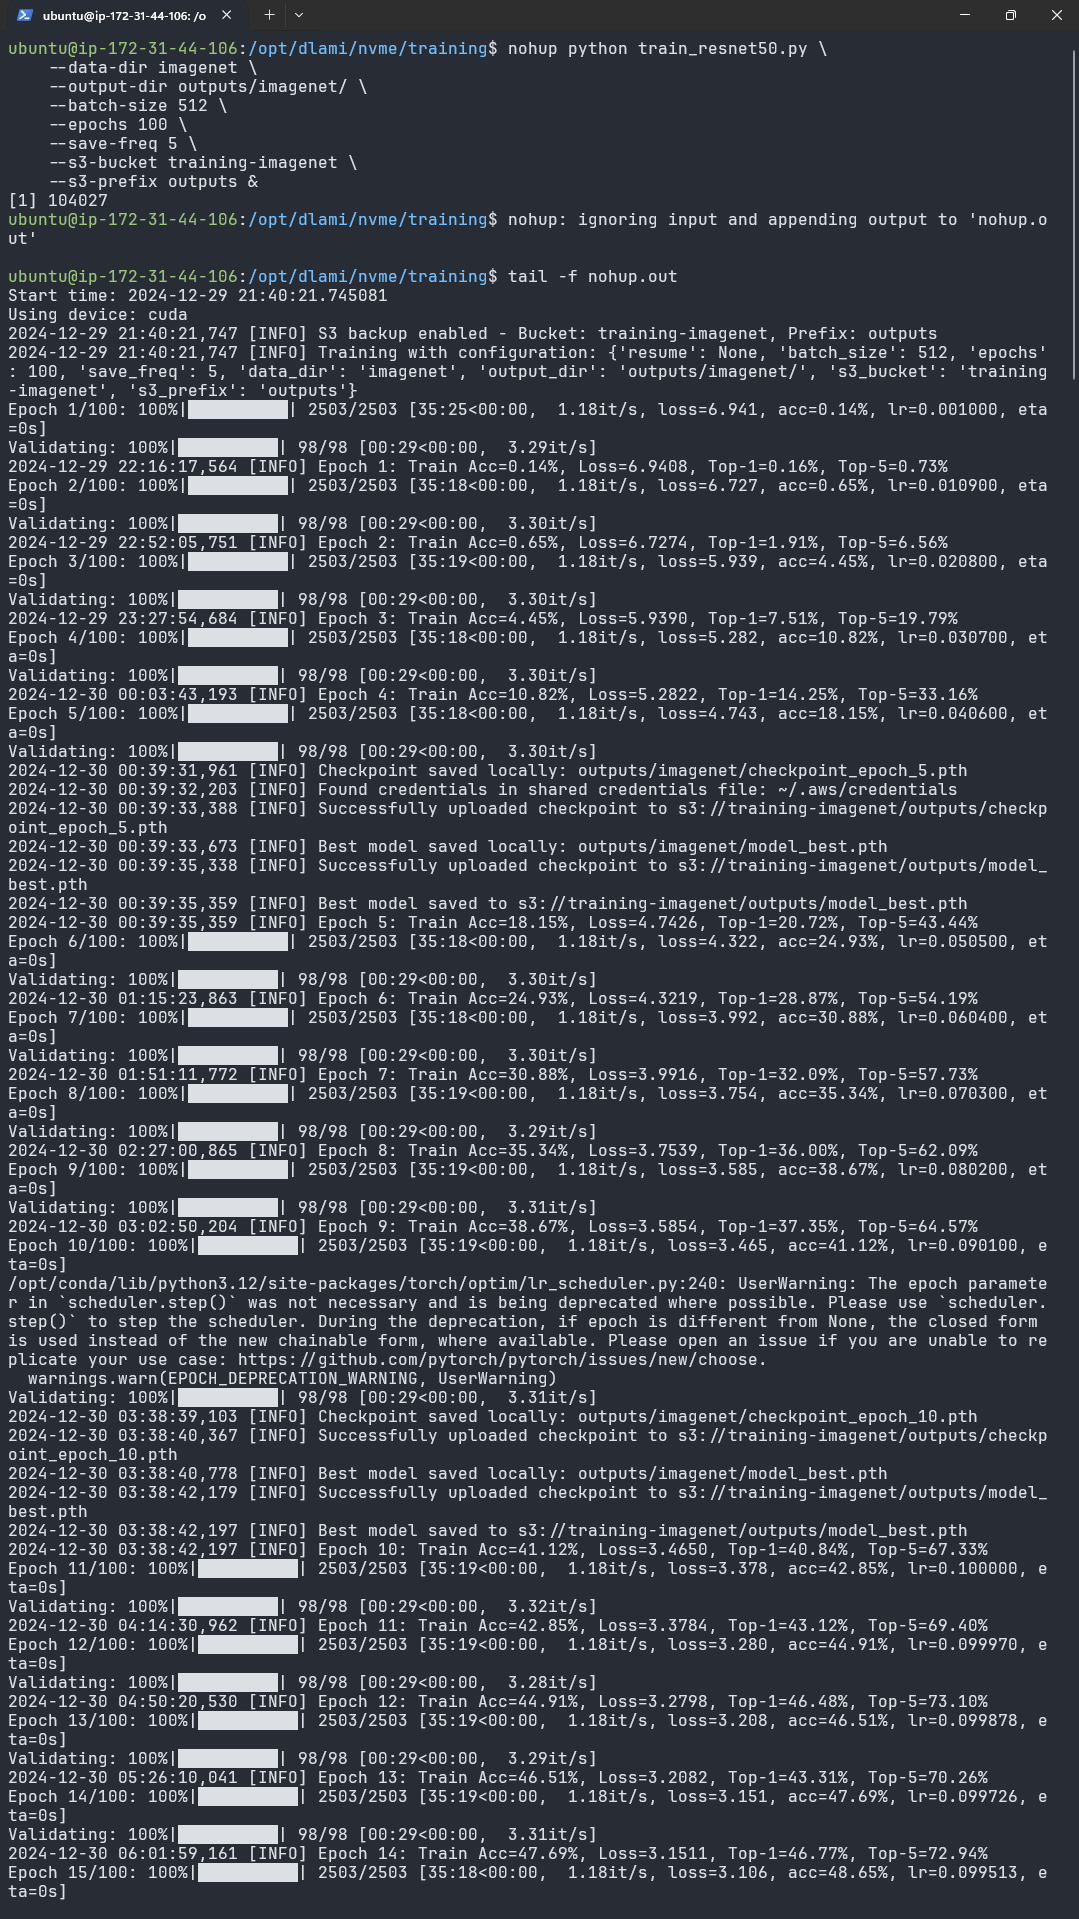 ubuntu@ip-172-31-44-106: /o
ubuntu@ip-172-31-44-106:/opt/dlami/nvme/training$ nohup python train_resnet50.py \
    --data-dir imagenet \
    --output-dir outputs/imagenet/ \
    --batch-size 512 \
    --epochs 100 \
    --save-freq 5 \
    --s3-bucket training-imagenet \
    --s3-prefix outputs &
[1] 104027
ubuntu@ip-172-31-44-106:/opt/dlami/nvme/training$ nohup: ignoring input and appending output to 'nohup.o
ut'
ubuntu@ip-172-31-44-106:/opt/dlami/nvme/training$ tail -f nohup.out
Start time: 2024-12-29 21:40:21.745081
Using device: cuda
2024-12-29 21:40:21,747 [INFO] S3 backup enabled - Bucket: training-imagenet, Prefix: outputs
2024-12-29 21:40:21,747 [INFO] Training with configuration: {'resume': None, 'batch_size': 512, 'epochs'
: 100, 'save_freq': 5, 'data_dir': 'imagenet', 'output_dir': 'outputs/imagenet/', 's3_bucket': 'training
-imagenet', 's3_prefix': 'outputs'}
Epoch 1/100: 100%|██████████| 2503/2503 [35:25<00:00,  1.18it/s, loss=6.941, acc=0.14%, lr=0.001000, eta
=0s]
Validating: 100%|██████████| 98/98 [00:29<00:00,  3.29it/s]
2024-12-29 22:16:17,564 [INFO] Epoch 1: Train Acc=0.14%, Loss=6.9408, Top-1=0.16%, Top-5=0.73%
Epoch 2/100: 100%|██████████| 2503/2503 [35:18<00:00,  1.18it/s, loss=6.727, acc=0.65%, lr=0.010900, eta
=0s]
Validating: 100%|██████████| 98/98 [00:29<00:00,  3.30it/s]
2024-12-29 22:52:05,751 [INFO] Epoch 2: Train Acc=0.65%, Loss=6.7274, Top-1=1.91%, Top-5=6.56%
Epoch 3/100: 100%|██████████| 2503/2503 [35:19<00:00,  1.18it/s, loss=5.939, acc=4.45%, lr=0.020800, eta
=0s]
Validating: 100%|██████████| 98/98 [00:29<00:00,  3.30it/s]
2024-12-29 23:27:54,684 [INFO] Epoch 3: Train Acc=4.45%, Loss=5.9390, Top-1=7.51%, Top-5=19.79%
Epoch 4/100: 100%|██████████| 2503/2503 [35:18<00:00,  1.18it/s, loss=5.282, acc=10.82%, lr=0.030700, et
a=0s]
Validating: 100%|██████████| 98/98 [00:29<00:00,  3.30it/s]
2024-12-30 00:03:43,193 [INFO] Epoch 4: Train Acc=10.82%, Loss=5.2822, Top-1=14.25%, Top-5=33.16%
Epoch 5/100: 100%|██████████| 2503/2503 [35:18<00:00,  1.18it/s, loss=4.743, acc=18.15%, lr=0.040600, et
a=0s]
Validating: 100%|██████████| 98/98 [00:29<00:00,  3.30it/s]
2024-12-30 00:39:31,961 [INFO] Checkpoint saved locally: outputs/imagenet/checkpoint_epoch_5.pth
2024-12-30 00:39:32,203 [INFO] Found credentials in shared credentials file: ~/.aws/credentials
2024-12-30 00:39:33,388 [INFO] Successfully uploaded checkpoint to s3://training-imagenet/outputs/checkp
oint_epoch_5.pth
2024-12-30 00:39:33,673 [INFO] Best model saved locally: outputs/imagenet/model_best.pth
2024-12-30 00:39:35,338 [INFO] Successfully uploaded checkpoint to s3://training-imagenet/outputs/model_
best.pth
2024-12-30 00:39:35,359 [INFO] Best model saved to s3://training-imagenet/outputs/model_best.pth
2024-12-30 00:39:35,359 [INFO] Epoch 5: Train Acc=18.15%, Loss=4.7426, Top-1=20.72%, Top-5=43.44%
Epoch 6/100: 100%|██████████| 2503/2503 [35:18<00:00,  1.18it/s, loss=4.322, acc=24.93%, lr=0.050500, et
a=0s]
Validating: 100%|██████████| 98/98 [00:29<00:00,  3.30it/s]
2024-12-30 01:15:23,863 [INFO] Epoch 6: Train Acc=24.93%, Loss=4.3219, Top-1=28.87%, Top-5=54.19%
Epoch 7/100: 100%|██████████| 2503/2503 [35:18<00:00,  1.18it/s, loss=3.992, acc=30.88%, lr=0.060400, et
a=0s]
Validating: 100%|██████████| 98/98 [00:29<00:00,  3.30it/s]
2024-12-30 01:51:11,772 [INFO] Epoch 7: Train Acc=30.88%, Loss=3.9916, Top-1=32.09%, Top-5=57.73%
Epoch 8/100: 100%|██████████| 2503/2503 [35:19<00:00,  1.18it/s, loss=3.754, acc=35.34%, lr=0.070300, et
a=0s]
Validating: 100%|██████████| 98/98 [00:29<00:00,  3.29it/s]
2024-12-30 02:27:00,865 [INFO] Epoch 8: Train Acc=35.34%, Loss=3.7539, Top-1=36.00%, Top-5=62.09%
Epoch 9/100: 100%|██████████| 2503/2503 [35:19<00:00,  1.18it/s, loss=3.585, acc=38.67%, lr=0.080200, et
a=0s]
Validating: 100%|██████████| 98/98 [00:29<00:00,  3.31it/s]
2024-12-30 03:02:50,204 [INFO] Epoch 9: Train Acc=38.67%, Loss=3.5854, Top-1=37.35%, Top-5=64.57%
Epoch 10/100: 100%|██████████| 2503/2503 [35:19<00:00,  1.18it/s, loss=3.465, acc=41.12%, lr=0.090100, e
ta=0s]
/opt/conda/lib/python3.12/site-packages/torch/optim/lr_scheduler.py:240: UserWarning: The epoch paramete
r in `scheduler.step()` was not necessary and is being deprecated where possible. Please use `scheduler.
step()` to step the scheduler. During the deprecation, if epoch is different from None, the closed form
is used instead of the new chainable form, where available. Please open an issue if you are unable to re
plicate your use case: https://github.com/pytorch/pytorch/issues/new/choose.
  warnings.warn(EPOCH_DEPRECATION_WARNING, UserWarning)
Validating: 100%|██████████| 98/98 [00:29<00:00,  3.31it/s]
2024-12-30 03:38:39,103 [INFO] Checkpoint saved locally: outputs/imagenet/checkpoint_epoch_10.pth
2024-12-30 03:38:40,367 [INFO] Successfully uploaded checkpoint to s3://training-imagenet/outputs/checkp
oint_epoch_10.pth
2024-12-30 03:38:40,778 [INFO] Best model saved locally: outputs/imagenet/model_best.pth
2024-12-30 03:38:42,179 [INFO] Successfully uploaded checkpoint to s3://training-imagenet/outputs/model_
best.pth
2024-12-30 03:38:42,197 [INFO] Best model saved to s3://training-imagenet/outputs/model_best.pth
2024-12-30 03:38:42,197 [INFO] Epoch 10: Train Acc=41.12%, Loss=3.4650, Top-1=40.84%, Top-5=67.33%
Epoch 11/100: 100%|██████████| 2503/2503 [35:19<00:00,  1.18it/s, loss=3.378, acc=42.85%, lr=0.100000, e
ta=0s]
Validating: 100%|██████████| 98/98 [00:29<00:00,  3.32it/s]
2024-12-30 04:14:30,962 [INFO] Epoch 11: Train Acc=42.85%, Loss=3.3784, Top-1=43.12%, Top-5=69.40%
Epoch 12/100: 100%|██████████| 2503/2503 [35:19<00:00,  1.18it/s, loss=3.280, acc=44.91%, lr=0.099970, e
ta=0s]
Validating: 100%|██████████| 98/98 [00:29<00:00,  3.28it/s]
2024-12-30 04:50:20,530 [INFO] Epoch 12: Train Acc=44.91%, Loss=3.2798, Top-1=46.48%, Top-5=73.10%
Epoch 13/100: 100%|██████████| 2503/2503 [35:19<00:00,  1.18it/s, loss=3.208, acc=46.51%, lr=0.099878, e
ta=0s]
Validating: 100%|██████████| 98/98 [00:29<00:00,  3.29it/s]
2024-12-30 05:26:10,041 [INFO] Epoch 13: Train Acc=46.51%, Loss=3.2082, Top-1=43.31%, Top-5=70.26%
Epoch 14/100: 100%|██████████| 2503/2503 [35:19<00:00,  1.18it/s, loss=3.151, acc=47.69%, lr=0.099726, e
ta=0s]
Validating: 100%|██████████| 98/98 [00:29<00:00,  3.31it/s]
2024-12-30 06:01:59,161 [INFO] Epoch 14: Train Acc=47.69%, Loss=3.1511, Top-1=46.77%, Top-5=72.94%
Epoch 15/100: 100%|██████████| 2503/2503 [35:18<00:00,  1.18it/s, loss=3.106, acc=48.65%, lr=0.099513, e
ta=0s]